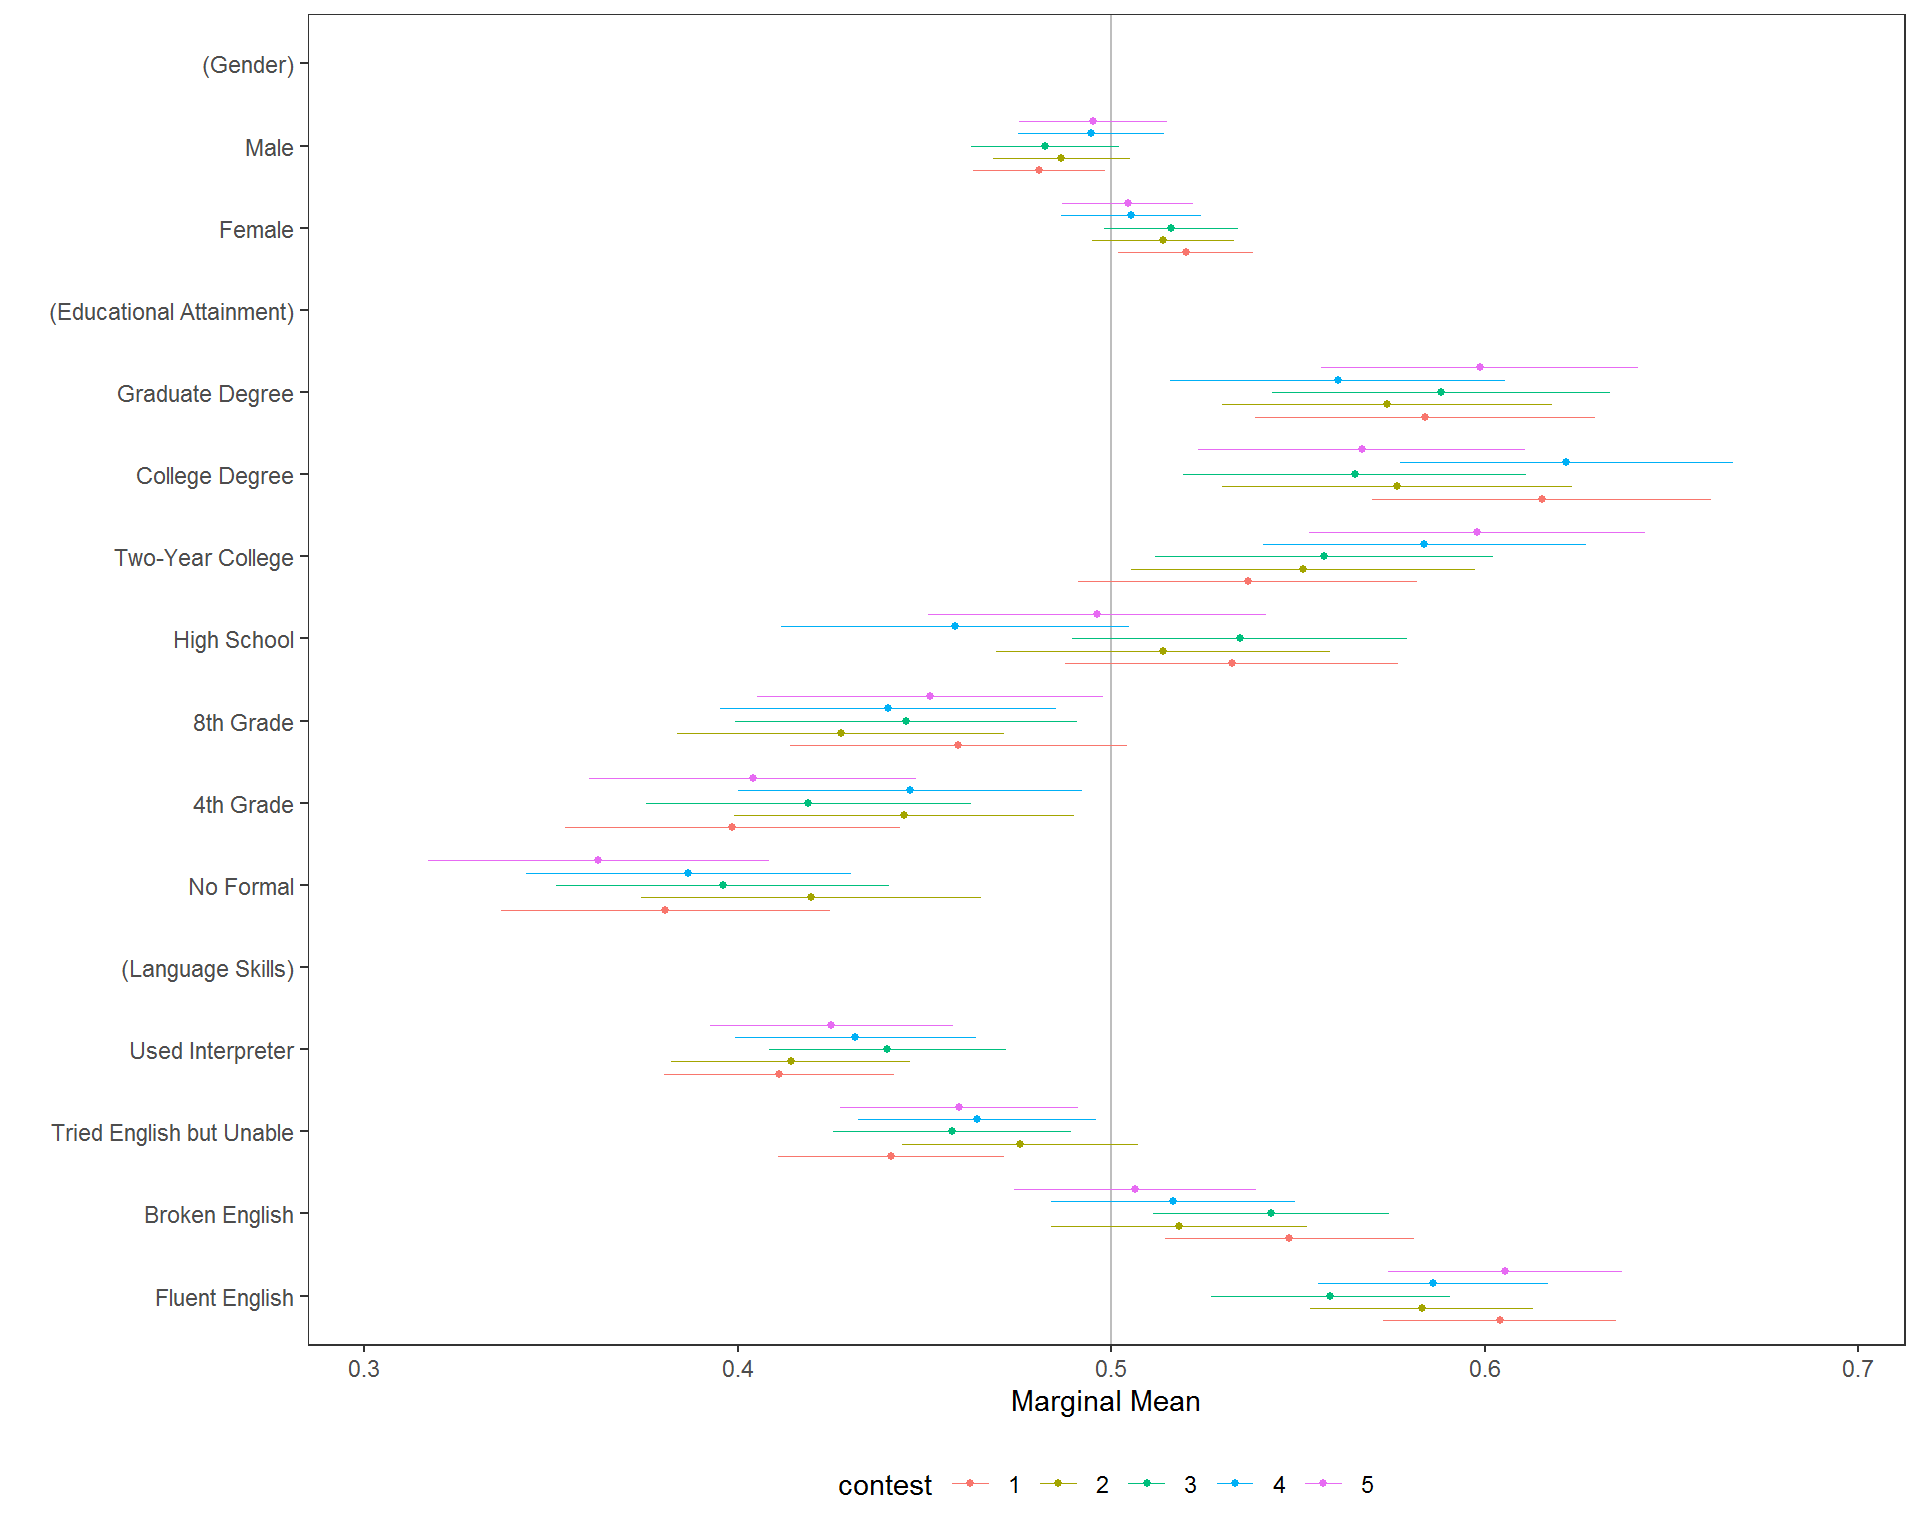 (Gender)
Male
Female
(Educational Attainment)
Graduate Degree
College Degree
Two-Year College
High School
8th Grade
4th Grade
No Formal
(Language Skills)
Used Interpreter
Tried English but Unable
Broken English
Fluent English
0.3 0.4 0.5 0.6 0.7
Marginal Mean
contest 1 2 3 4 5